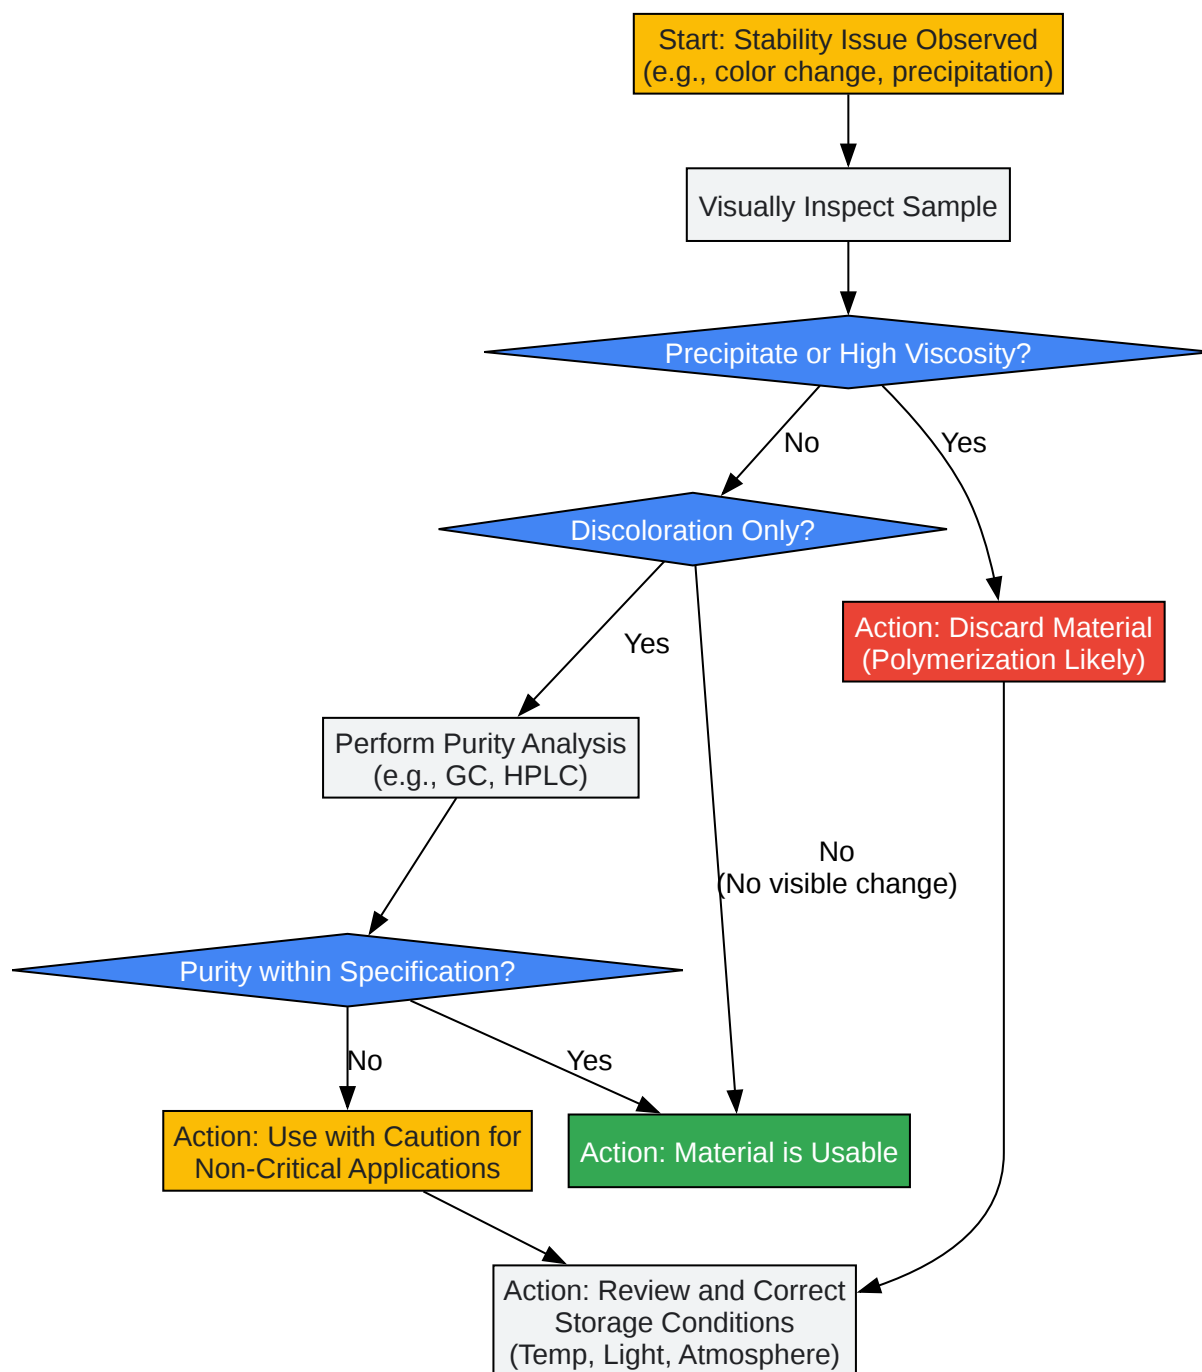 Start: Stability Issue Observed
(e.g., color change, precipitation)
Visually Inspect Sample
Precipitate or High Viscosity?
No
Yes
Discoloration Only?
Action: Discard Material
(Polymerization Likely)
Yes
Perform Purity Analysis
(e.g., GC, HPLC)
No
(No visible change)
Purity within Specification?
No
Yes
Action: Use with Caution for
Non-Critical Applications
Action: Material is Usable
Action: Review and Correct
Storage Conditions
(Temp, Light, Atmosphere)